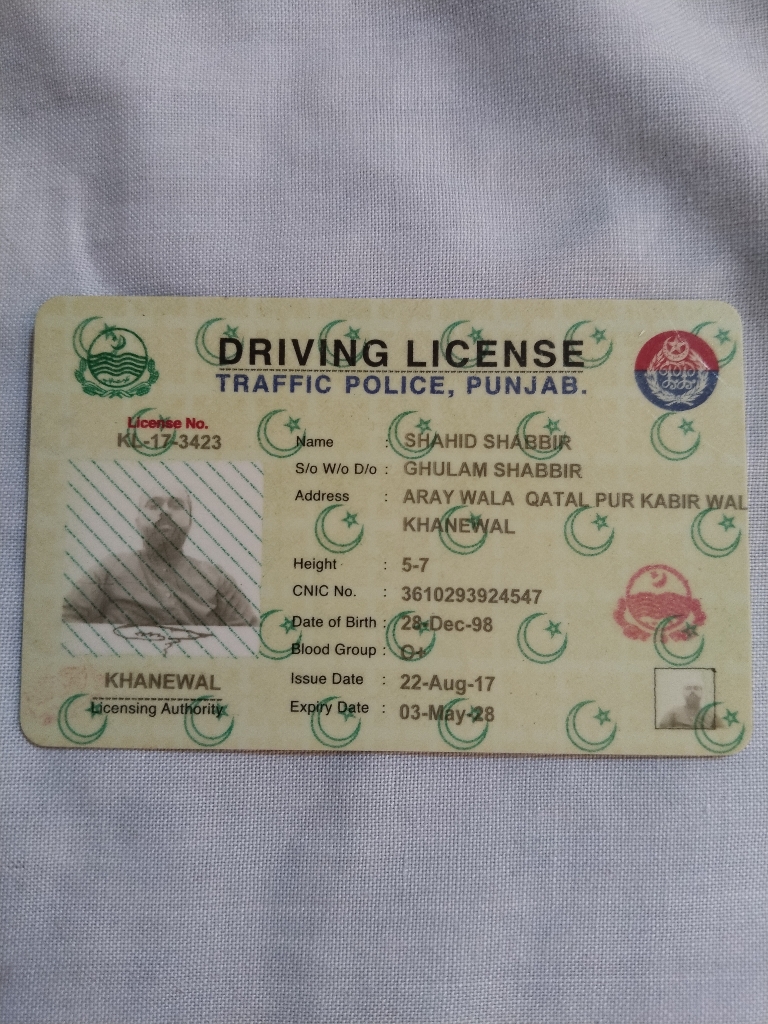 DRIVING LICENSE
TRAFFIC POLICE, PUNJAB.
License No.
KL-17-3423
Name : SHAHID SHABBIR
S/o W/o D/o : GHULAM SHABBIR
Address : ARAY WALA QATAL PUR KABIR WAL
KHANEWAL
Height : 5-7
CNIC No. : 3610293924547
Date of Birth : 28-Dec-98
Blood Group : O+
Issue Date : 22-Aug-17
Expiry Date : 03-May-28
KHANEWAL
Licensing Authority